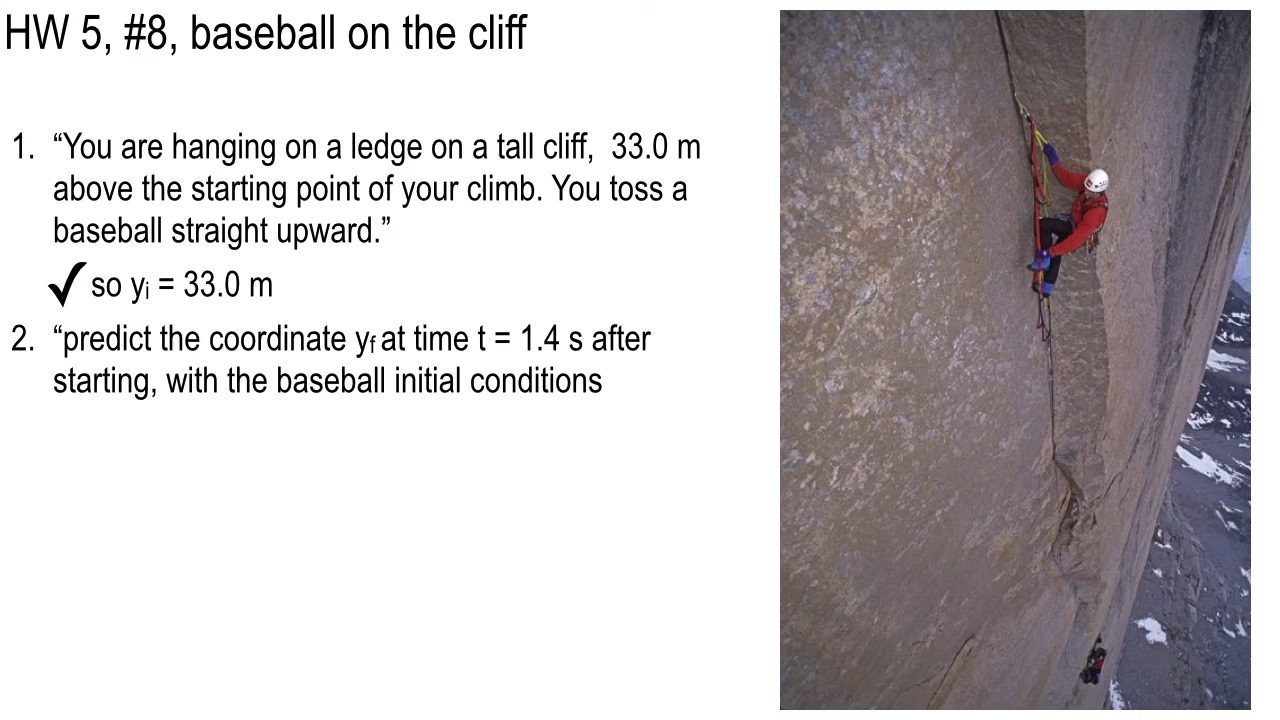 HW 5, #8, baseball on the cliff
1. “You are hanging on a ledge on a tall cliff,  33.0 m
above the starting point of your climb. You toss a
baseball straight upward.”
✓ so yᵢ = 33.0 m
2. “predict the coordinate yf at time t = 1.4 s after
starting, with the baseball initial conditions